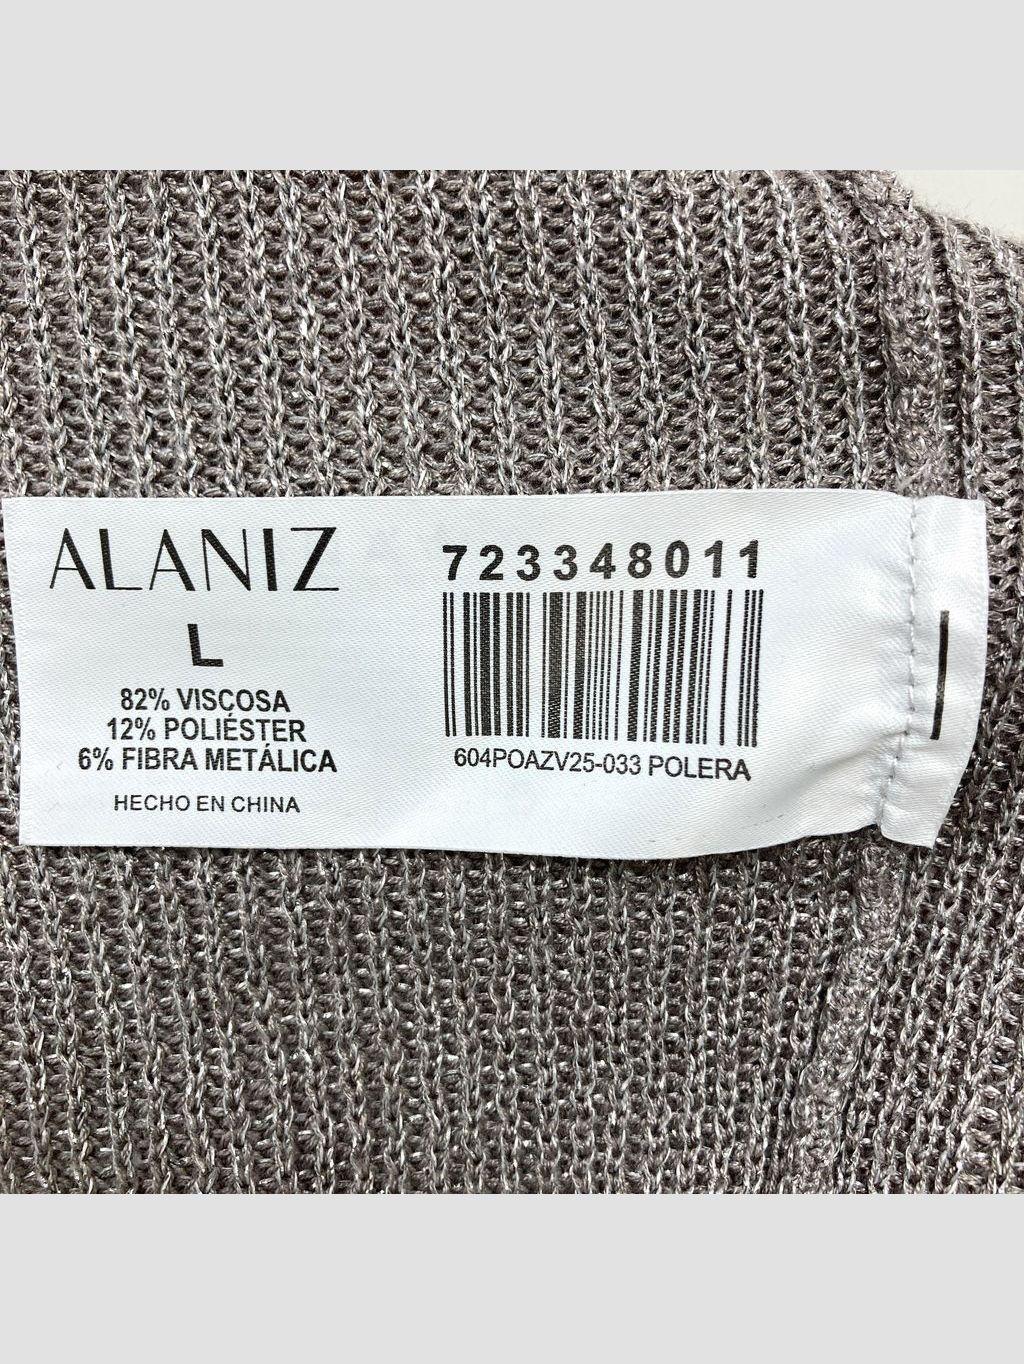 ALANIZ
L
82% VISCOSA
12% POLIÉSTER
6% FIBRA METÁLICA
HECHO EN CHINA
723348011
604POAZV25-033 POLERA